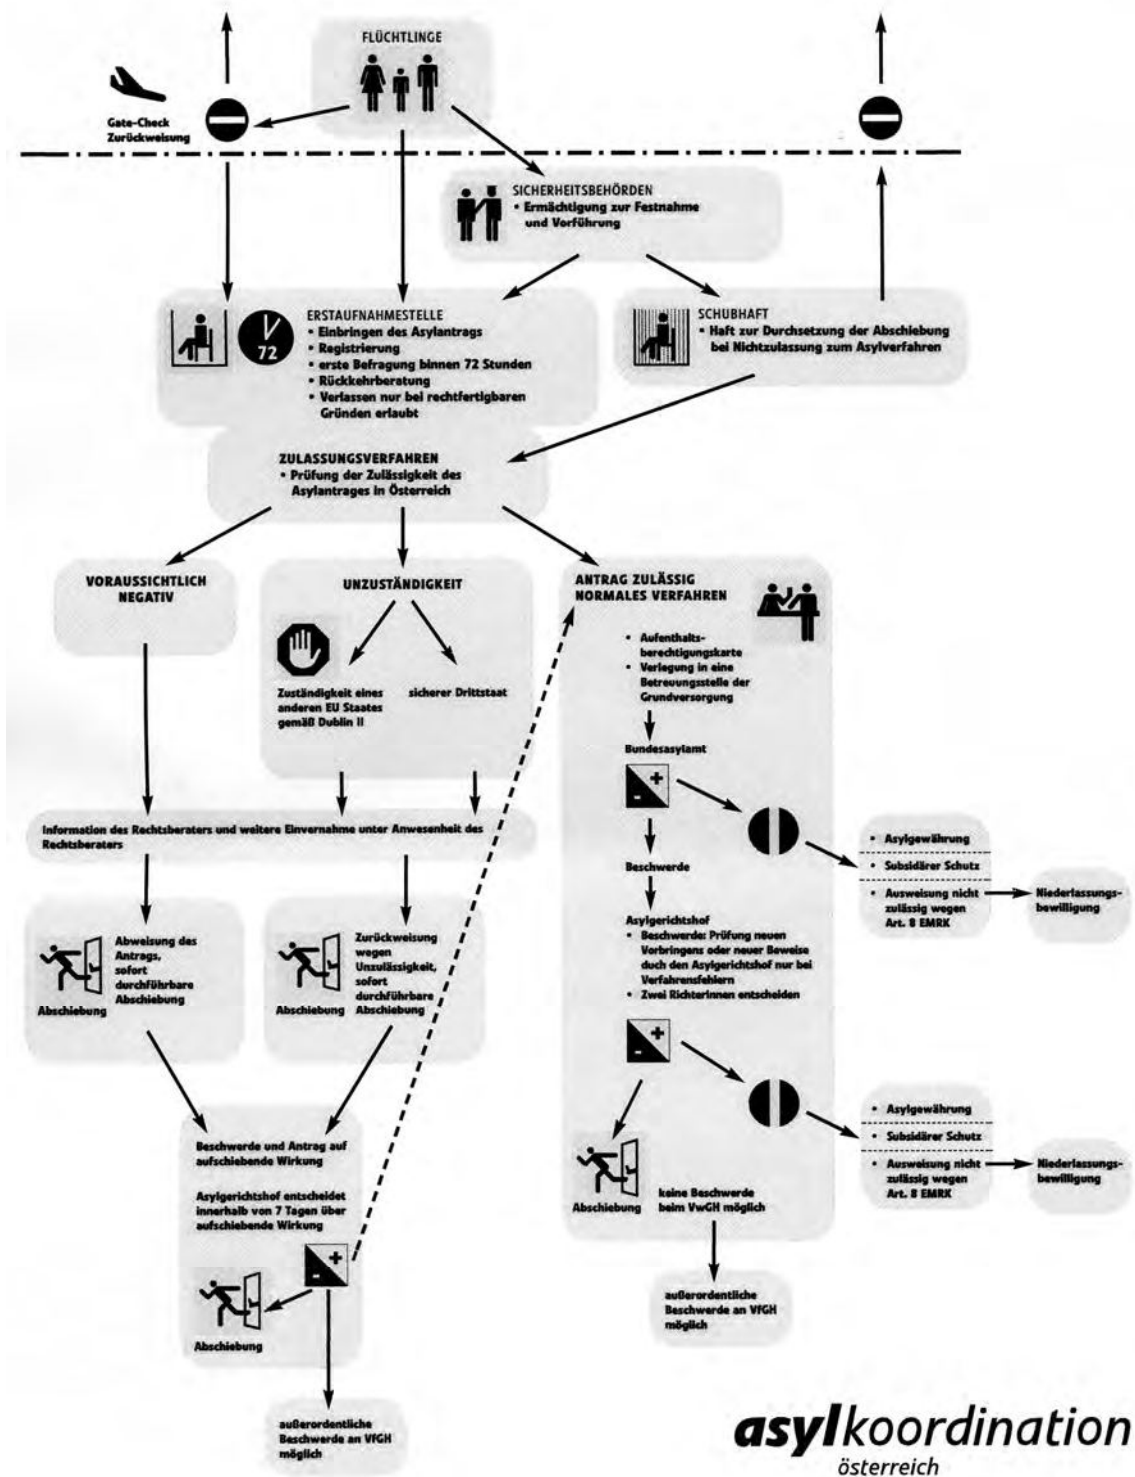 FLÜCHTLINGE
Gate-Check
Zurückweisung
SICHERHEITSBEHÖRDEN
• Ermächtigung zur Festnahme
und Vorführung
ERSTAUFNAHMESTELLE
• Einbringen des Asylantrags
• Registrierung
• erste Befragung binnen 72 Stunden
• Rückkehrberatung
• Verlassen nur bei rechtfertigbaren
Gründen erlaubt
72
SCHUBHAFT
• Haft zur Durchsetzung der Abschiebung
bei Nichtzulassung zum Asylverfahren
ZULASSUNGSVERFAHREN
• Prüfung der Zulässigkeit des
Asylantrages in Österreich
VORAUSSICHTLICH
NEGATIV
UNZUSTÄNDIGKEIT
Zuständigkeit eines
anderen EU Staates
gemäß Dublin II
sicherer Drittstaat
ANTRAG ZULÄSSIG
NORMALES VERFAHREN
• Aufenthalts-
berechtigungskarte
• Verlegung in eine
Betreuungsstelle der
Grundversorgung
Bundesasylamt
+
-
Beschwerde
Asylgerichtshof
• Beschwerde: Prüfung neuen
Vorbringens oder neuer Beweise
duch den Asylgerichtshof nur bei
Verfahrensfehlern
• Zwei RichterInnen entscheiden
+
-
Abschiebung
keine Beschwerde
beim VwGH möglich
außerordentliche
Beschwerde an VfGH
möglich
• Asylgewährung
• Subsidärer Schutz
• Ausweisung nicht
zulässig wegen
Art. 8 EMRK
Niederlassungs-
bewilligung
• Asylgewährung
• Subsidärer Schutz
• Ausweisung nicht
zulässig wegen
Art. 8 EMRK
Niederlassungs-
bewilligung
Information des Rechtsberaters und weitere Einvernahme unter Anwesenheit des
Rechtsberaters
Abweisung des
Antrags,
sofort
durchführbare
Abschiebung
Abschiebung
Zurückweisung
wegen
Unzulässigkeit,
sofort
durchführbare
Abschiebung
Abschiebung
Beschwerde und Antrag auf
aufschiebende Wirkung
Asylgerichtshof entscheidet
innerhalb von 7 Tagen über
aufschiebende Wirkung
+
-
Abschiebung
außerordentliche
Beschwerde an VfGH
möglich
asylkoordination
österreich